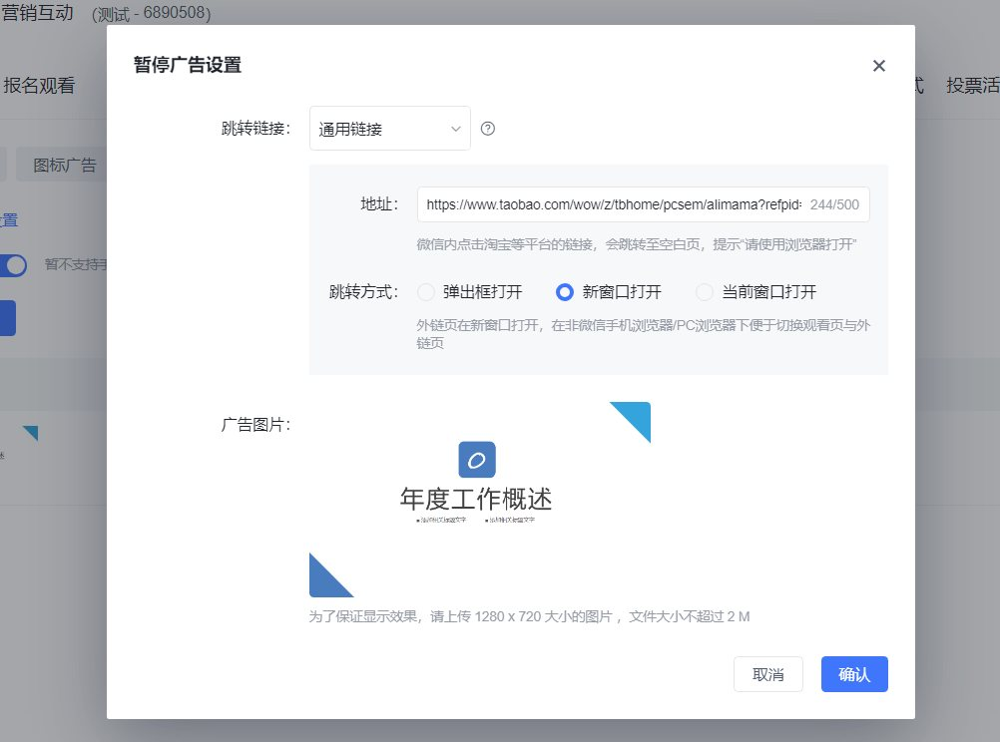 营销互动 (测试 - 6890508)
暂停广告设置
报名观看
投票活
图标广告
置
暂不支持手
跳转链接：
通用链接
地址：
https://www.taobao.com/wow/z/tbhome/pcsem/alimama?refpid=
244/500
微信内点击淘宝等平台的链接，会跳转至空白页，提示“请使用浏览器打开”
跳转方式：
弹出框打开
新窗口打开
当前窗口打开
外链页在新窗口打开，在非微信手机浏览器/PC浏览器下便于切换观看页与外
链页
广告图片：
年度工作概述
为了保证显示效果，请上传 1280 x 720 大小的图片 ，文件大小不超过 2 M
取消
确认